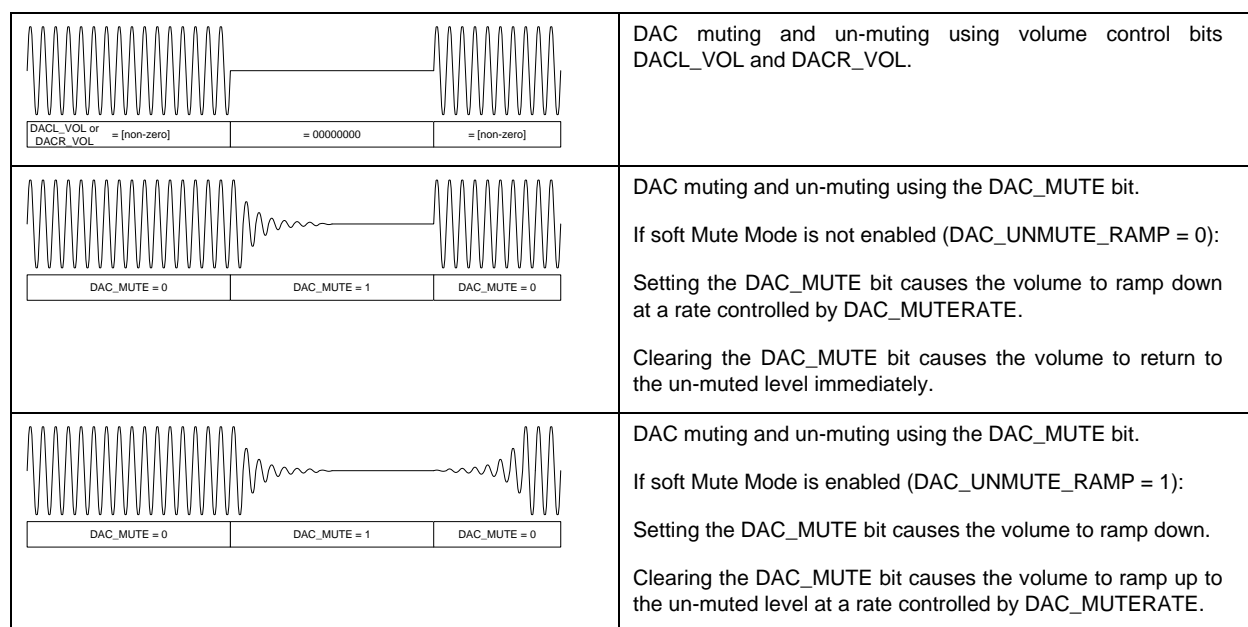 DACL_VOL or
DACR_VOL
= [non-zero]
= 00000000
= [non-zero]
DAC muting and un-muting using volume control bits
DACL_VOL and DACR_VOL.
DAC_MUTE = 0
DAC_MUTE = 1
DAC_MUTE = 0
DAC muting and un-muting using the DAC_MUTE bit.
If soft Mute Mode is not enabled (DAC_UNMUTE_RAMP = 0):
Setting the DAC_MUTE bit causes the volume to ramp down
at a rate controlled by DAC_MUTERATE.
Clearing the DAC_MUTE bit causes the volume to return to
the un-muted level immediately.
DAC_MUTE = 0
DAC_MUTE = 1
DAC_MUTE = 0
DAC muting and un-muting using the DAC_MUTE bit.
If soft Mute Mode is enabled (DAC_UNMUTE_RAMP = 1):
Setting the DAC_MUTE bit causes the volume to ramp down.
Clearing the DAC_MUTE bit causes the volume to ramp up to
the un-muted level at a rate controlled by DAC_MUTERATE.